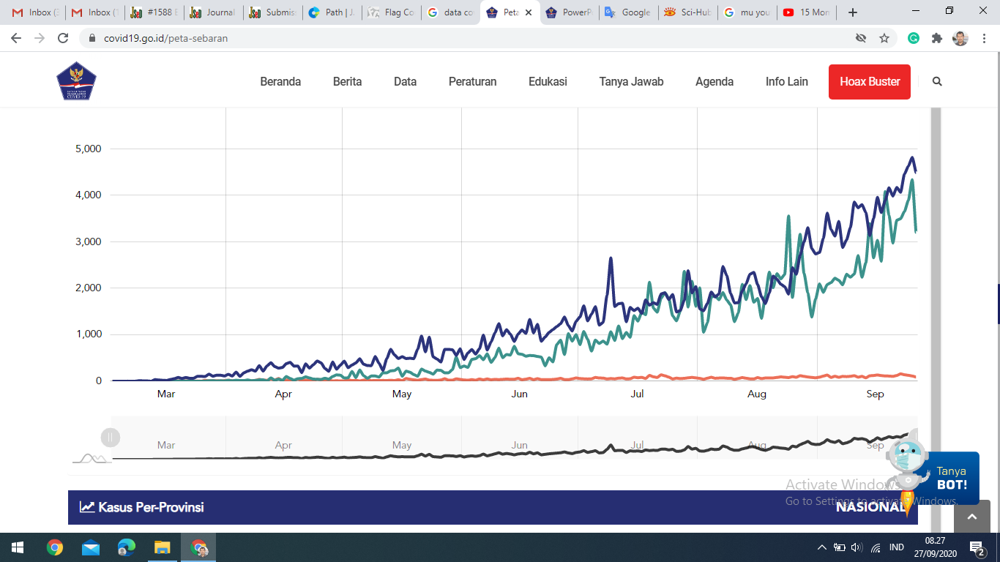 Inbox (3
Inbox (1
#1588 E
Journal
Submis
Path | J.
Flag Co
data co
Peta
PowerP
Google
Sci-Hub
mu you
15 Mon
covid19.go.id/peta-sebaran
Beranda
Berita
Data
Peraturan
Edukasi
Tanya Jawab
Agenda
Info Lain
Hoax Buster
5,000
4,000
3,000
2,000
1,000
0
Mar
Apr
May
Jun
Jul
Aug
Sep
Mar
Apr
May
Jun
Jul
Aug
Sep
Tanya
BOT!
Activate Windows
Go to Settings to activate Windows.
Kasus Per-Provinsi
NASIONAL
IND
08.27
27/09/2020
2